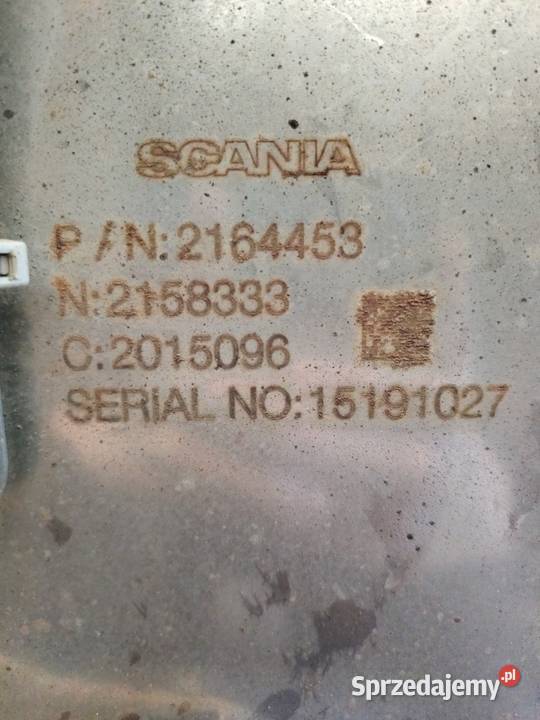 SCANIA
P/N:2164453
N:2158333
C:2015096
SERIAL NO:15191027
Sprzedajemy.pl